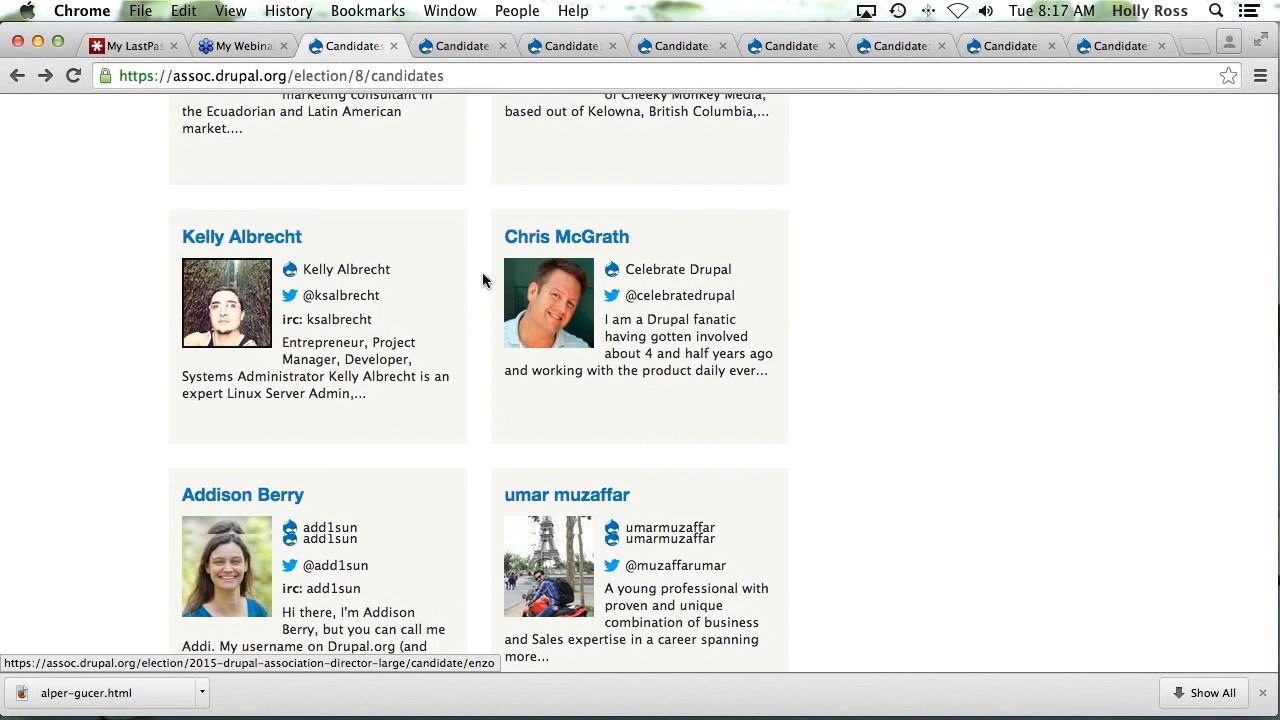 Chrome File Edit View History Bookmarks Window People Help Tue 8:17 AM Holly Ross
My LastPa My Webina Candidates Candidate Candidate Candidate Candidate Candidate Candidate Candidate
https://assoc.drupal.org/election/8/candidates
marketing consultant in
the Ecuadorian and Latin American
market....
of Cheeky Monkey Media,
based out of Kelowna, British Columbia,...
Kelly Albrecht
Kelly Albrecht
@ksalbrecht
irc: ksalbrecht
Entrepreneur, Project
Manager, Developer,
Systems Administrator Kelly Albrecht is an
expert Linux Server Admin,...
Chris McGrath
Celebrate Drupal
@celebratedrupal
I am a Drupal fanatic
having gotten involved
about 4 and half years ago
and working with the product daily ever...
Addison Berry
add1sun
add1sun
@add1sun
irc: add1sun
Hi there, I'm Addison
Berry, but you can call me
Addi. My username on Drupal.org (and
umar muzaffar
umarmuzaffar
umarmuzaffar
@muzaffarumar
A young professional with
proven and unique
combination of business
and Sales expertise in a career spanning
more...
https://assoc.drupal.org/election/2015-drupal-association-director-large/candidate/enzo
alper-gucer.html
Show All